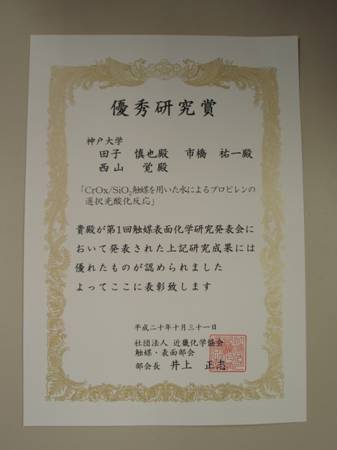 優秀研究賞
神戸大学
田子 慎也殿 市橋 祐一殿
西山 覚殿
「CrOx/SiO₂触媒を用いた水によるプロピレンの
選択光酸化反応」
貴殿が第1回触媒表面化学研究発表会に
おいて発表された上記研究成果には
優れたものが認められました
よってここに表彰致します
平成二十年十月三十一日
社団法人 近畿化学協会
触媒・表面部会
部会長 井上 正志